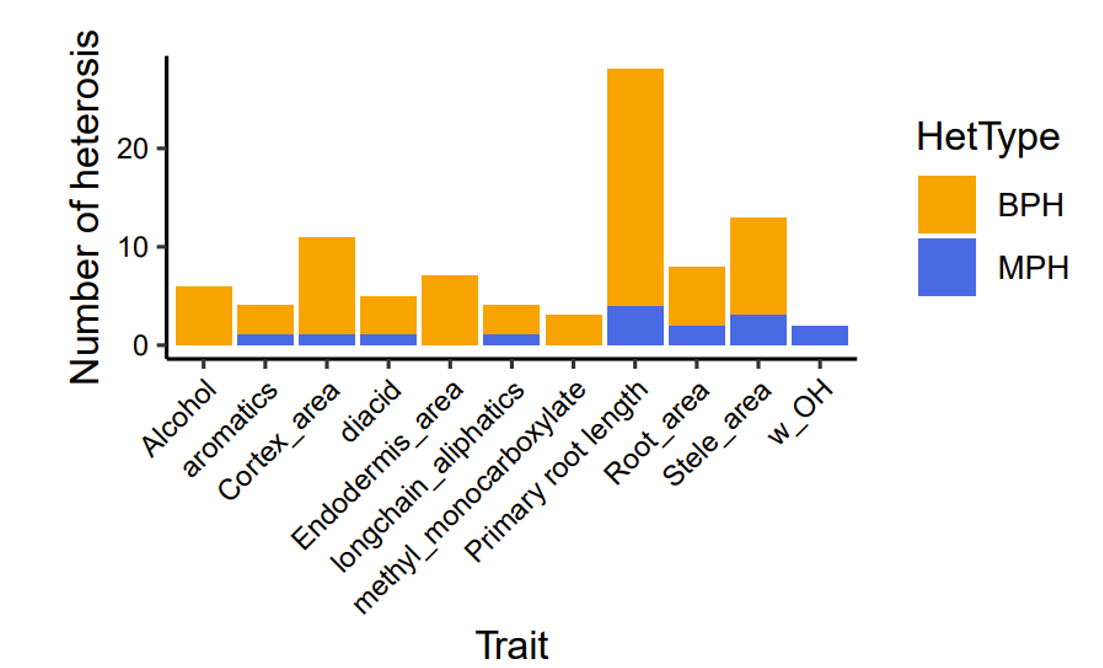 Number of heterosis
20
10
0
Alcohol
aromatics
Cortex_area
diacid
Endodermis_area
longchain_aliphatics
methyl_monocarboxylate
Primary root length
Root_area
Stele_area
w_OH
Trait
HetType
BPH
MPH